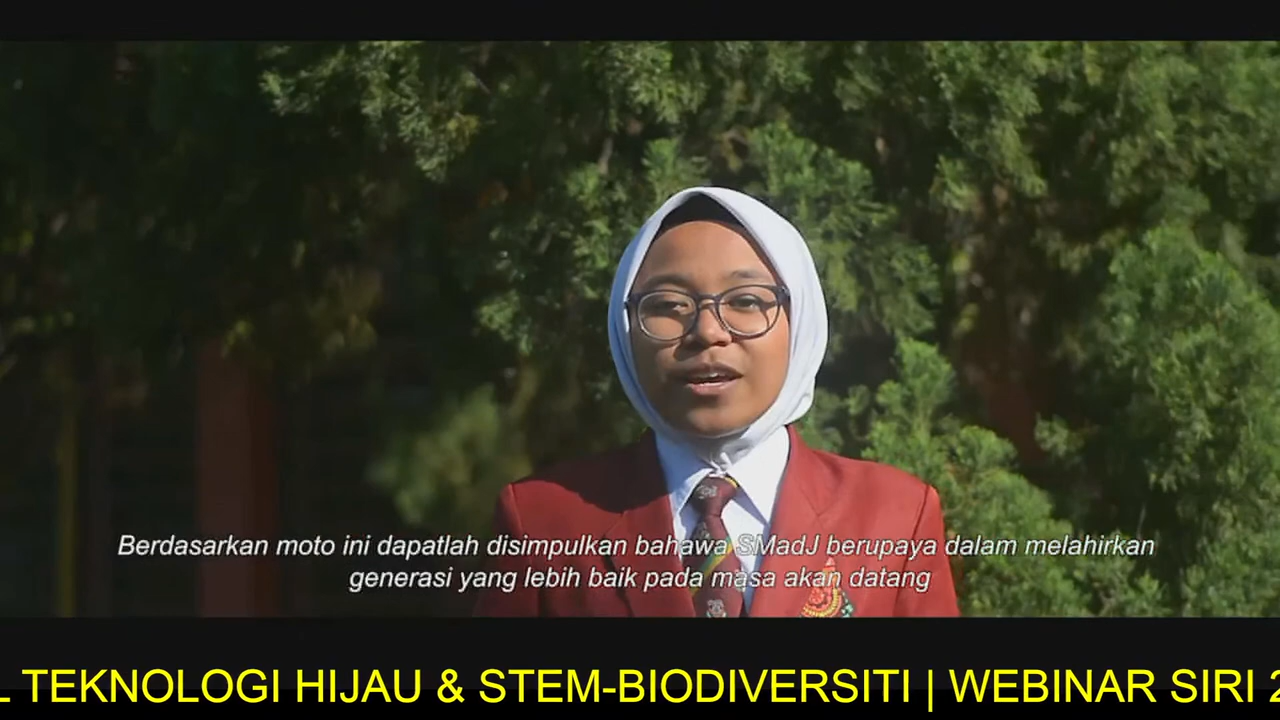 Berdasarkan moto ini dapatlah disimpulkan bahawa SMadJ berupaya dalam melahirkan
generasi yang lebih baik pada masa akan datang
L TEKNOLOGI HIJAU & STEM-BIODIVERSITI | WEBINAR SIRI 2